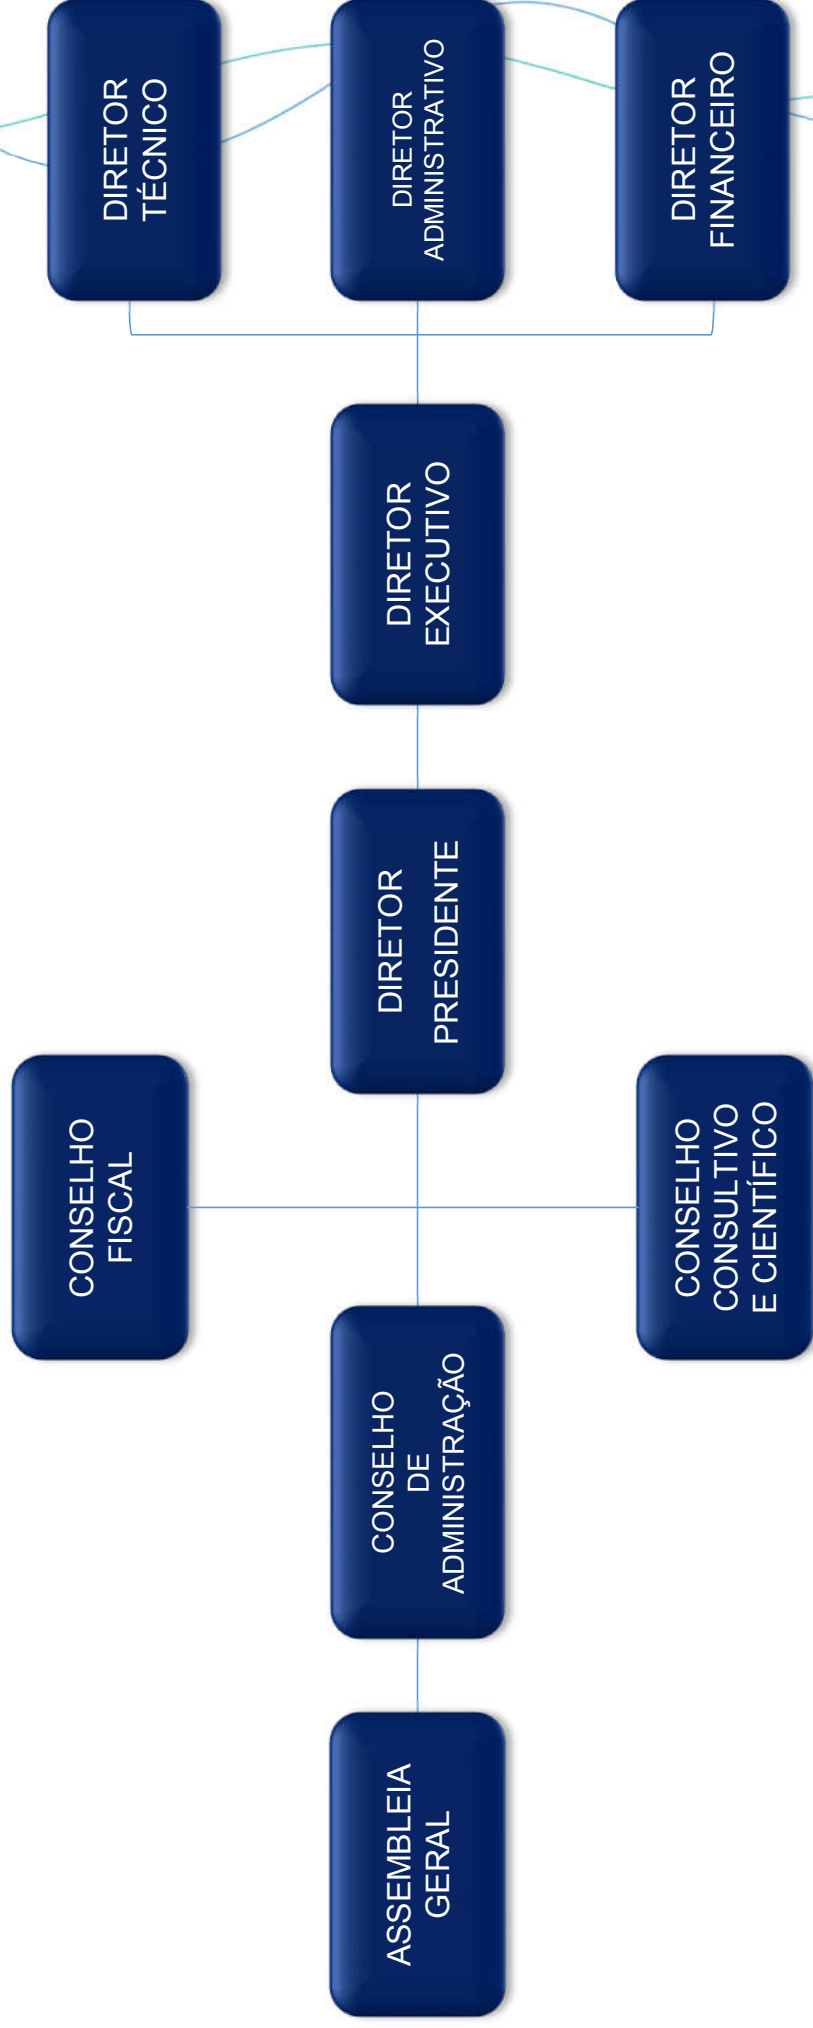 ASSEMBLEIA
GERAL
CONSELHO
DE
ADMINISTRAÇÃO
CONSELHO
FISCAL
CONSELHO
CONSULTIVO
E CIENTÍFICO
DIRETOR
PRESIDENTE
DIRETOR
EXECUTIVO
DIRETOR
TÉCNICO
DIRETOR
ADMINISTRATIVO
DIRETOR
FINANCEIRO